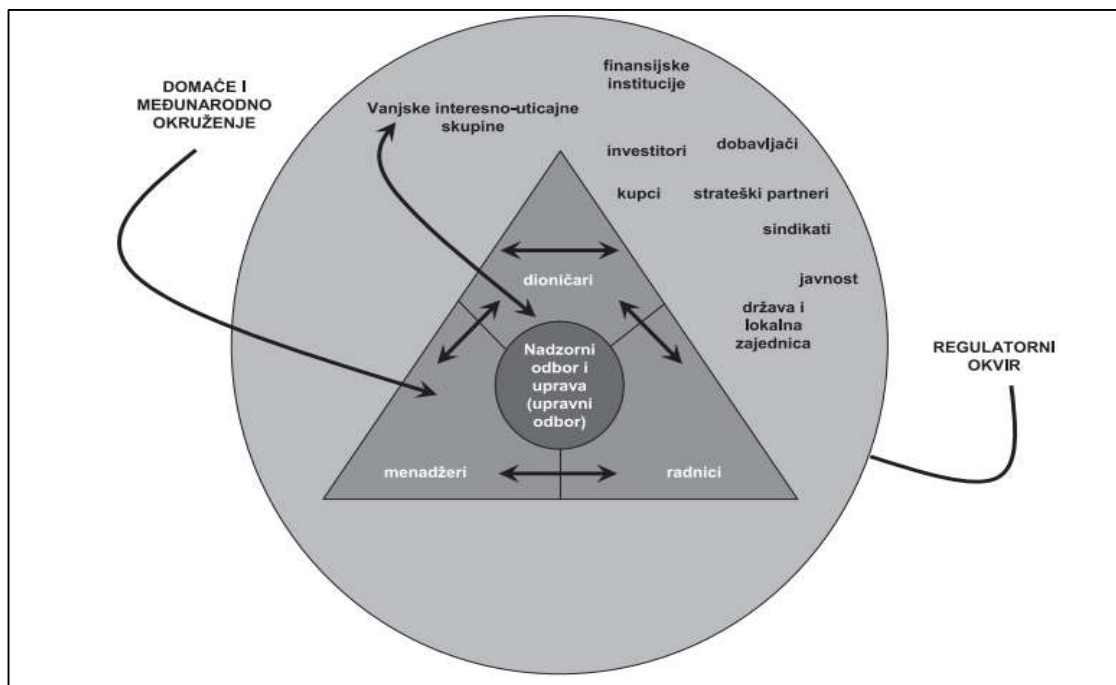 DOMAĆE I
MEĐUNARODNO
OKRUŽENJE
Vanjske interesno-uticajne
skupine
finansijske
institucije
investitori
dobavljači
kupci
strateški partneri
sindikati
javnost
država i
lokalna
zajednica
dioničari
Nadzorni
odbor i
uprava
(upravni
odbor)
menadžeri
radnici
REGULATORNI
OKVIR